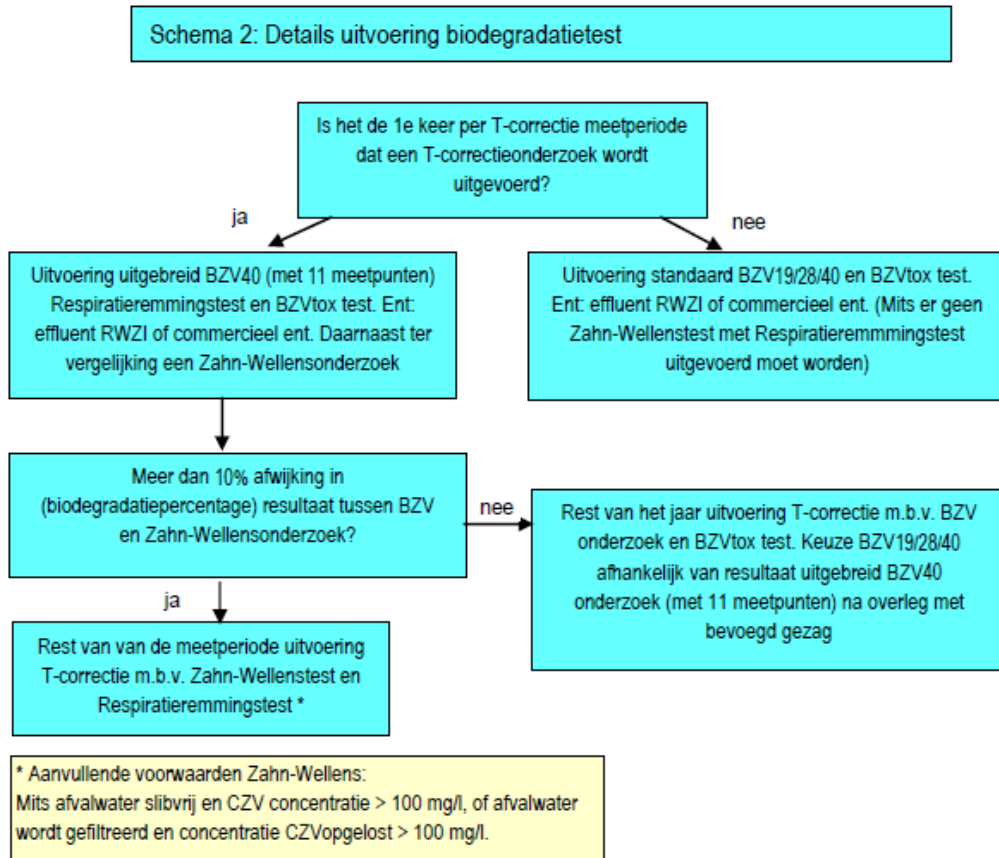 Schema 2: Details uitvoering biodegradatietest
Is het de 1e keer per T-correctie meetperiode
dat een T-correctieonderzoek wordt
uitgevoerd?
ja
nee
Uitvoering uitgebreid BZV40 (met 11 meetpunten)
Respiratieremmingstest en BZVtox test. Ent:
effluent RWZI of commercieel ent. Daarnaast ter
vergelijking een Zahn-Wellensonderzoek
Uitvoering standaard BZV19/28/40 en BZVtox test.
Ent: effluent RWZI of commercieel ent. (Mits er geen
Zahn-Wellenstest met Respiratieremmmingstest
uitgevoerd moet worden)
Meer dan 10% afwijking in
(biodegradatiepercentage) resultaat tussen BZV
en Zahn-Wellensonderzoek?
nee
Rest van het jaar uitvoering T-correctie m.b.v. BZV
onderzoek en BZVtox test. Keuze BZV19/28/40
afhankelijk van resultaat uitgebreid BZV40
onderzoek (met 11 meetpunten) na overleg met
bevoegd gezag
ja
Rest van van de meetperiode uitvoering
T-correctie m.b.v. Zahn-Wellenstest en
Respiratieremmingstest *
* Aanvullende voorwaarden Zahn-Wellens:
Mits afvalwater slibvrij en CZV concentratie > 100 mg/l, of afvalwater
wordt gefiltreerd en concentratie CZVopgelost > 100 mg/l.